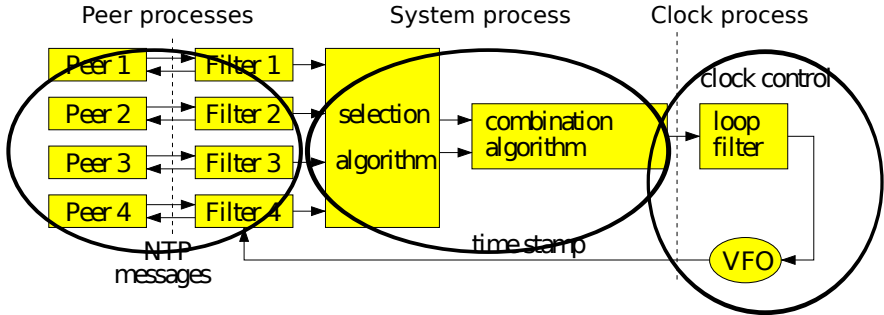 Peer processes
System process
Clock process
Peer 1
Filter 1
Peer 2
Filter 2
Peer 3
Filter 3
Peer 4
Filter 4
selection
algorithm
combination
algorithm
clock control
loop
filter
NTP
messages
time stamp
VFO